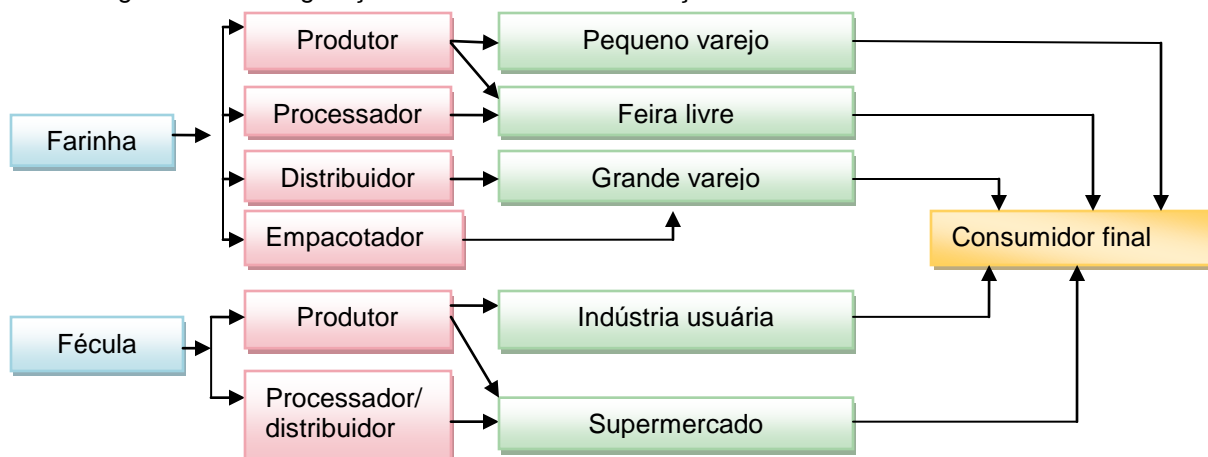 Produtor
Pequeno varejo
Processador
Feira livre
Farinha
Distribuidor
Grande varejo
Empacotador
Consumidor final
Produtor
Indústria usuária
Fécula
Processador/
distribuidor
Supermercado